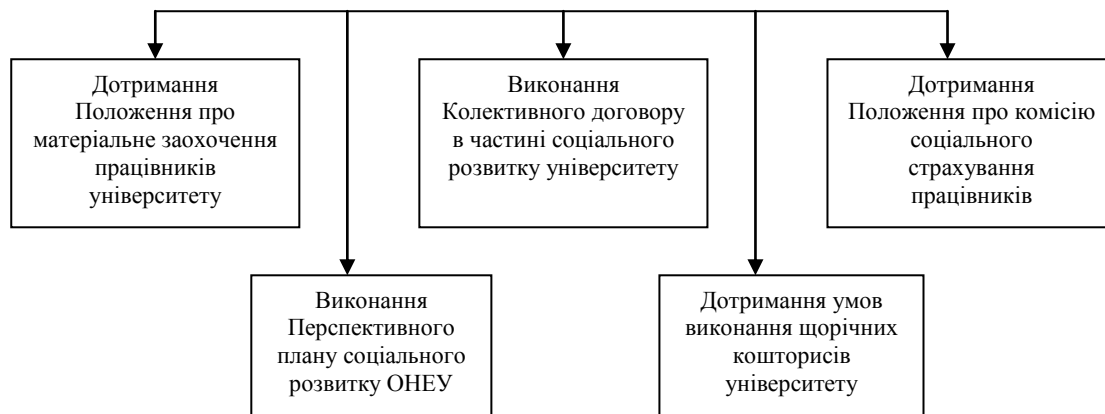 Дотримання
Положення про
матеріальне заохочення
працівників
університету
Виконання
Колективного договору
в частині соціального
розвитку університету
Дотримання
Положення про комісію
соціального
страхування
працівників
Виконання
Перспективного
плану соціального
розвитку ОНЕУ
Дотримання умов
виконання щорічних
кошторисів
університету